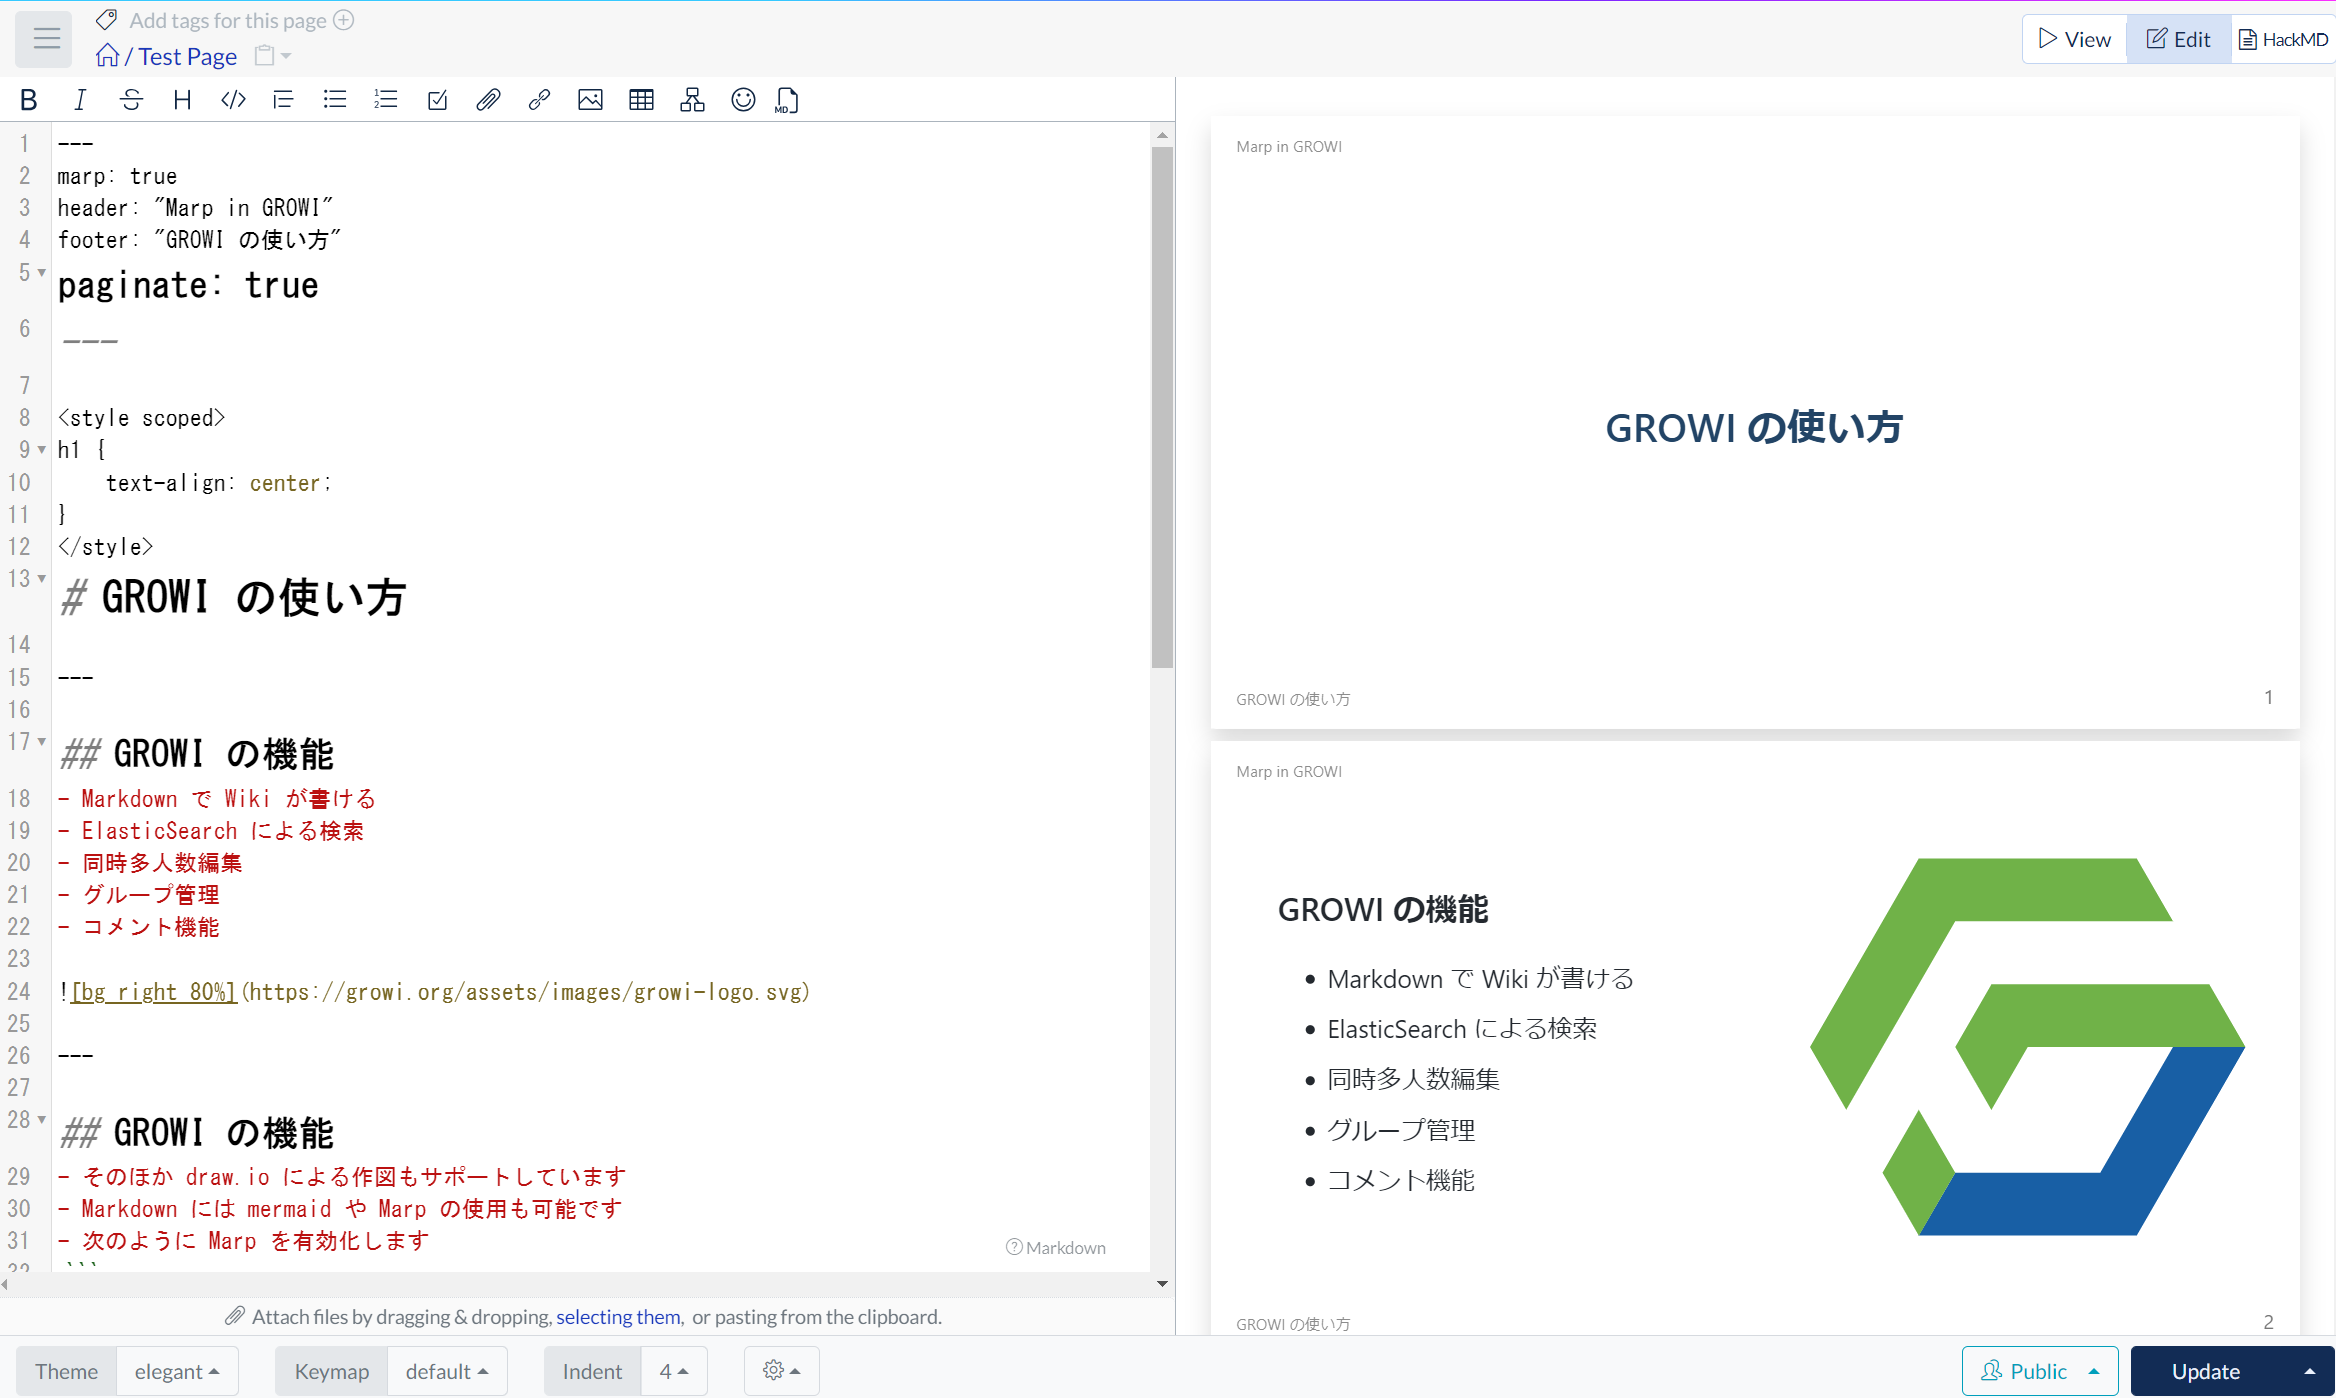 Add tags for this page
/ Test Page
View
Edit
HackMD
1 ---
2 marp: true
3 header: "Marp in GROWI"
4 footer: "GROWI の使い方"
5 paginate: true
6 ---
7
8 <style scoped>
9 h1 {
10 text-align: center;
11 }
12 </style>
13 # GROWI の使い方
14
15 ---
16
17 ## GROWI の機能
18 - Markdown で Wiki が書ける
19 - ElasticSearch による検索
20 - 同時多人数編集
21 - グループ管理
22 - コメント機能
23
24 ![bg right 80%](https://growi.org/assets/images/growi-logo.svg)
25
26 ---
27
28 ## GROWI の機能
29 - そのほか draw.io による作図もサポートしています
30 - Markdown には mermaid や Marp の使用も可能です
31 - 次のように Marp を有効化します
32 ```
Markdown
Attach files by dragging & dropping, selecting them, or pasting from the clipboard.
Marp in GROWI
GROWI の使い方
GROWI の使い方
1
Marp in GROWI
GROWI の機能
• Markdown で Wiki が書ける
• ElasticSearch による検索
• 同時多人数編集
• グループ管理
• コメント機能
GROWI の使い方
2
Theme elegant
Keymap default
Indent 4
Public
Update